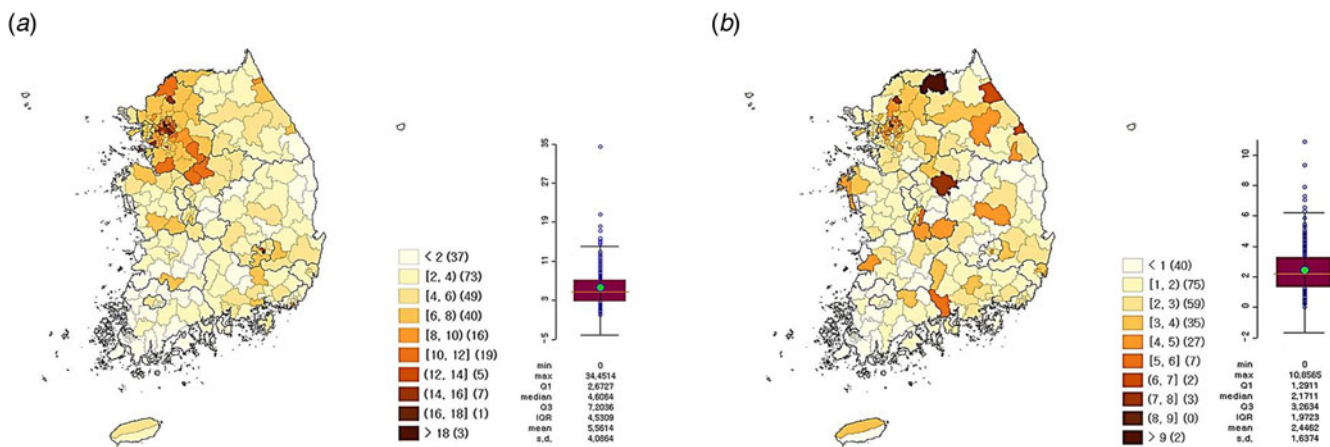 (a)
< 2 (37)
[2, 4) (73)
[4, 6) (49)
[6, 8) (40)
[8, 10) (16)
[10, 12] (19)
(12, 14] (5)
(14, 16] (7)
(16, 18] (1)
> 18 (3)
35
27
19
11
3
-5
min 0
max 34,4514
Q1 2,6727
median 4,6064
Q3 7,2036
IQR 4,5309
mean 5,5614
s,d, 4,0864
(b)
< 1 (40)
[1, 2) (75)
[2, 3) (59)
[3, 4) (35)
[4, 5) (27)
[5, 6] (7)
(6, 7] (2)
(7, 8] (3)
(8, 9] (0)
> 9 (2)
10
8
6
4
2
0
-2
min 0
max 10,8565
Q1 1,2911
median 2,1711
Q3 3,2634
IQR 1,9723
mean 2,4462
s,d, 1,6374